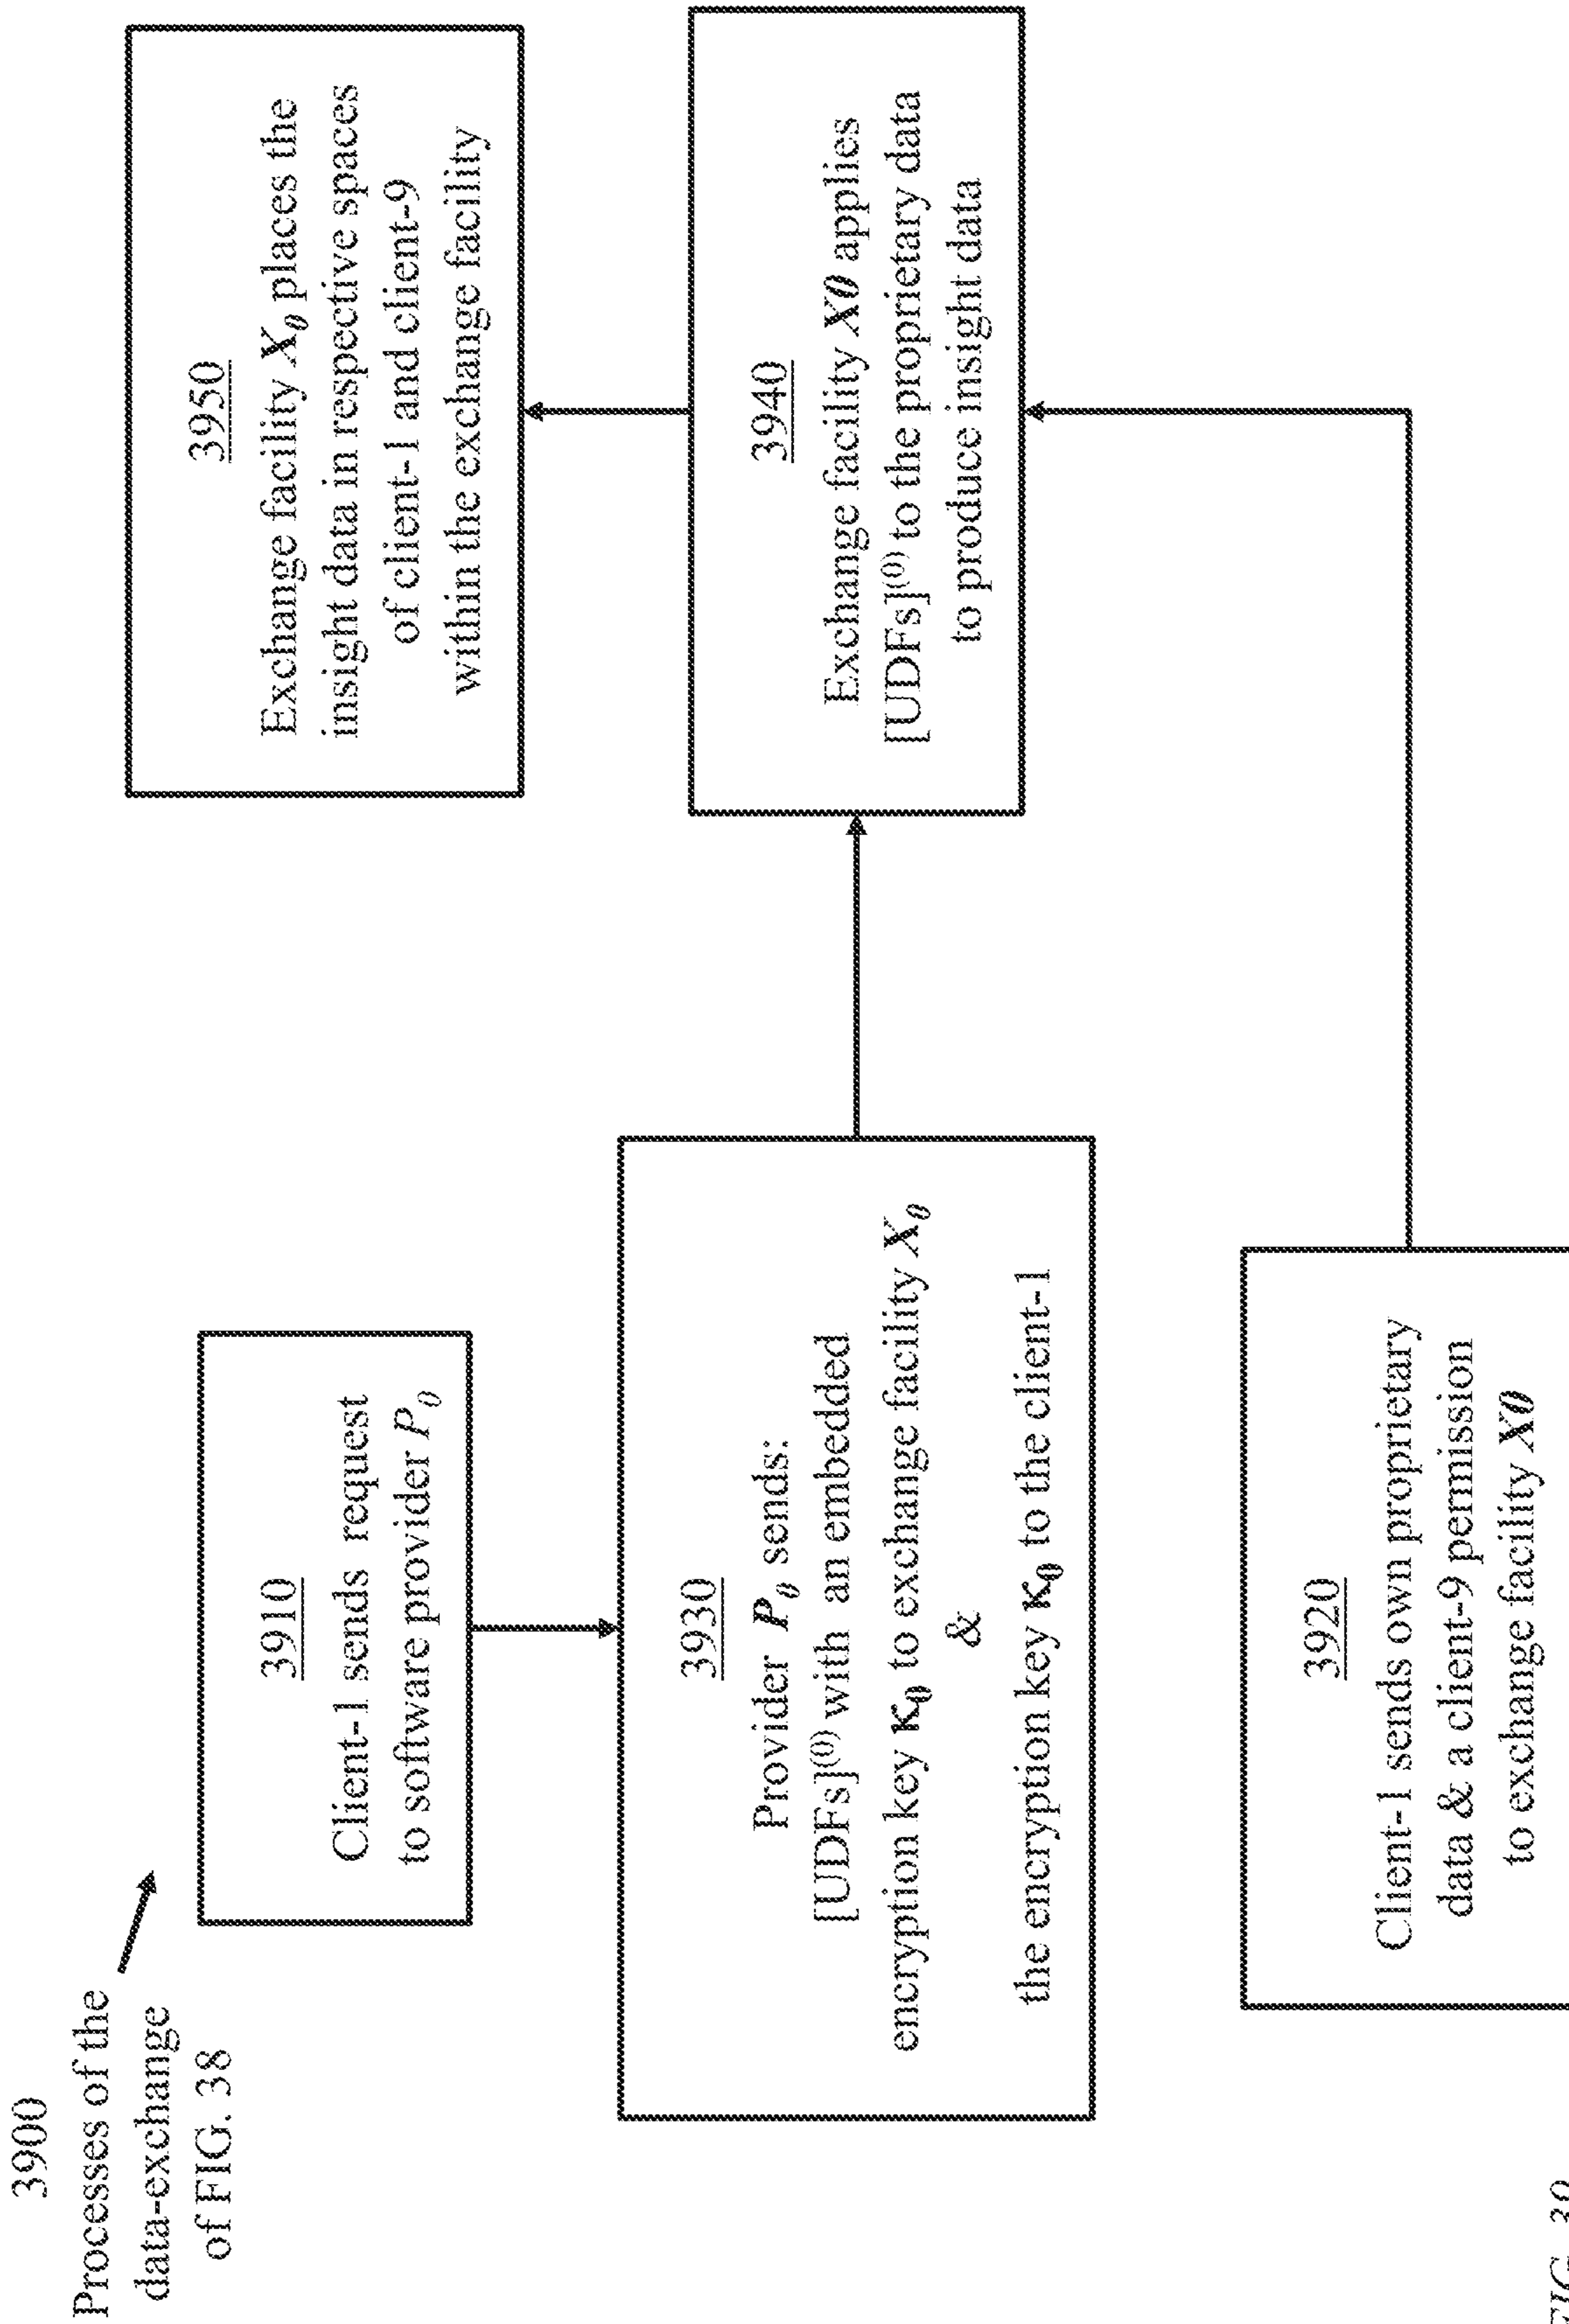 3900
Processes of the
data-exchange
of FIG. 38
3910
Client-1 sends request
to software provider P₀
3930
Provider P₀ sends:
[UDFs]⁽⁰⁾ with an embedded
encryption key κ₀ to exchange facility X₀
&
the encryption key κ₀ to the client-1
3920
Client-1 sends own proprietary
data & a client-9 permission
to exchange facility X0
3940
Exchange facility X0 applies
[UDFs]⁽⁰⁾ to the proprietary data
to produce insight data
3950
Exchange facility X₀ places the
insight data in respective spaces
of client-1 and client-9
within the exchange facility
FIG. 39